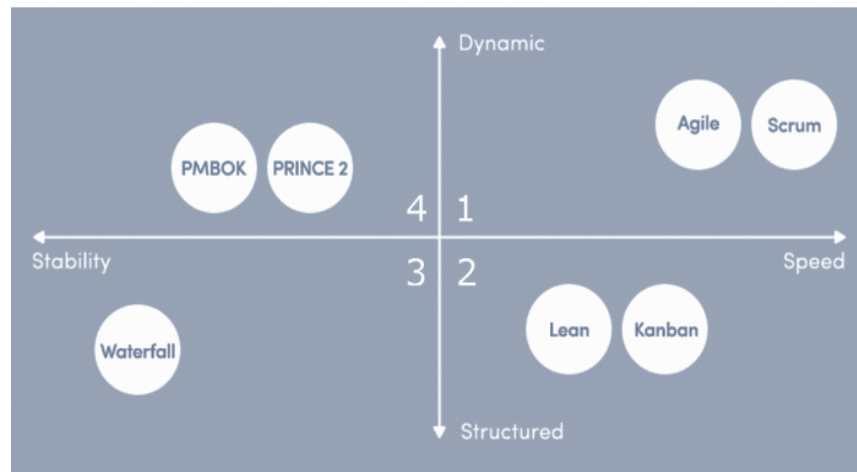 Dynamic
Agile
Scrum
PMBOK
PRINCE 2
4 1
Stability
Speed
3 2
Lean
Kanban
Waterfall
Structured